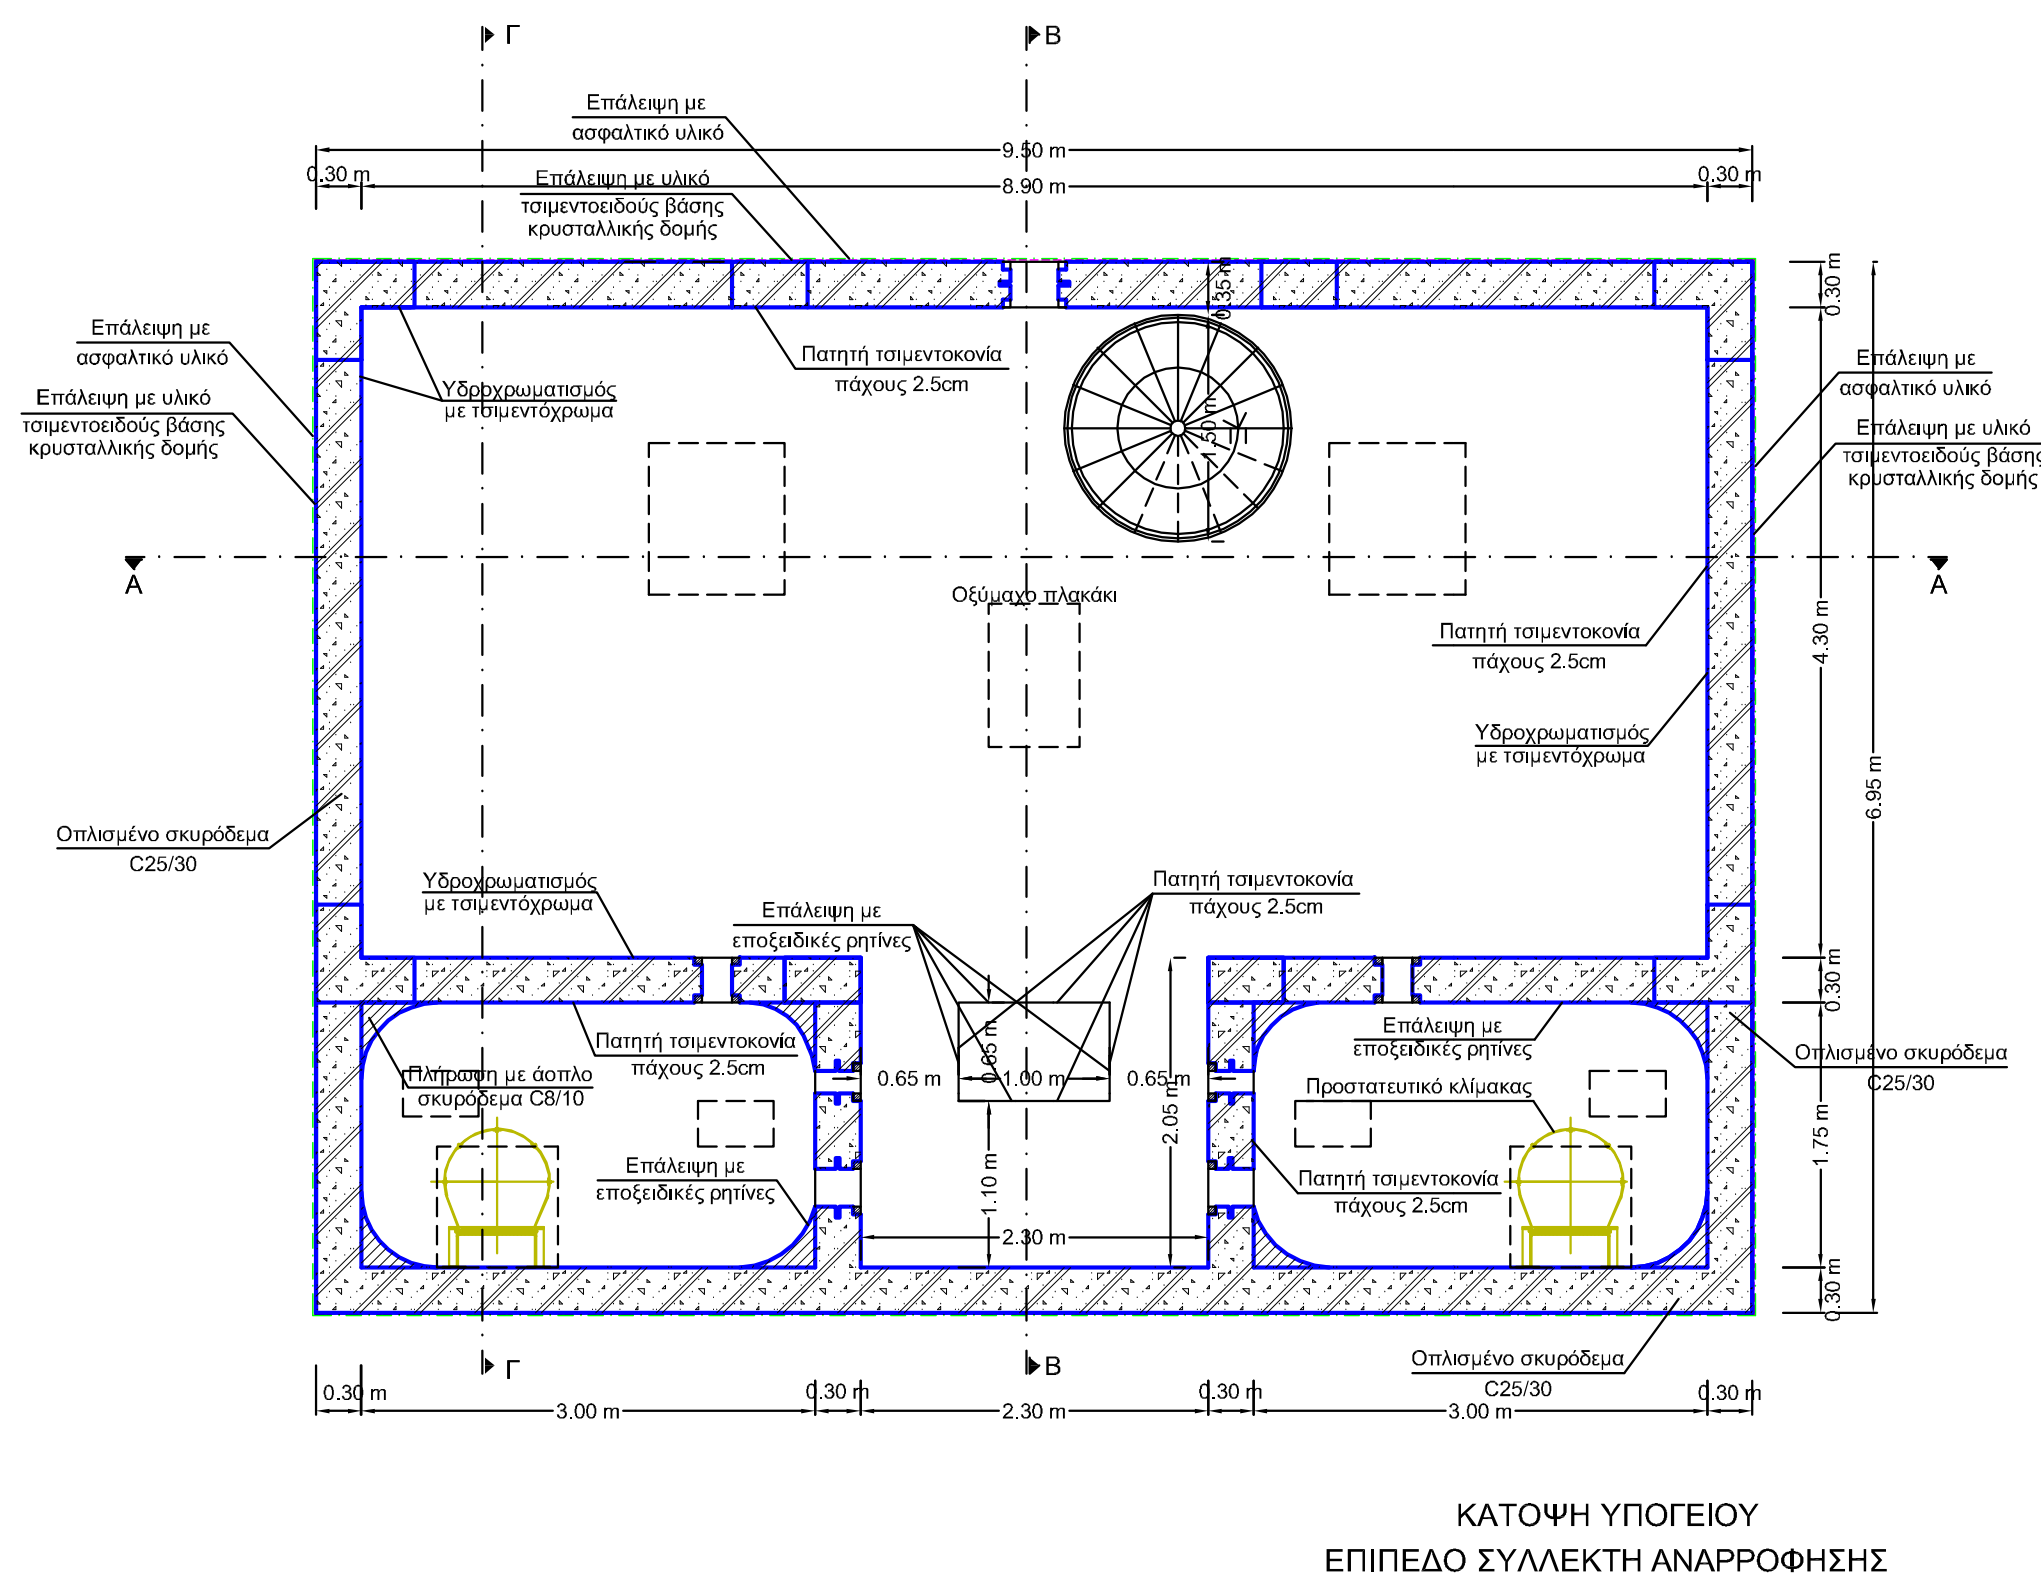 Γ
Β
Επάλειψη με
ασφαλτικό υλικό
9.50 m
0.30 m
8.90 m
0.30 m
Επάλειψη με υλικό
τσιμεντοειδούς βάσης
κρυσταλλικής δομής
0.35 m
0.30 m
Επάλειψη με
ασφαλτικό υλικό
Επάλειψη με υλικό
τσιμεντοειδούς βάσης
κρυσταλλικής δομής
Υδροχρωματισμός
με τσιμεντόχρωμα
Πατητή τσιμεντοκονία
πάχους 2.5cm
1.50 m
Επάλειψη με
ασφαλτικό υλικό
Επάλειψη με υλικό
τσιμεντοειδούς βάσης
κρυσταλλικής δομής
Α
Α
Οξύμαχο πλακάκι
Πατητή τσιμεντοκονία
πάχους 2.5cm
4.30 m
Υδροχρωματισμός
με τσιμεντόχρωμα
6.95 m
Οπλισμένο σκυρόδεμα
C25/30
Υδροχρωματισμός
με τσιμεντόχρωμα
Επάλειψη με
εποξειδικές ρητίνες
Πατητή τσιμεντοκονία
πάχους 2.5cm
0.30 m
Πατητή τσιμεντοκονία
πάχους 2.5cm
Πλήρωση με άοπλο
σκυρόδεμα C8/10
0.65 m
0.65 m
1.00 m
0.65 m
2.05 m
Επάλειψη με
εποξειδικές ρητίνες
Προστατευτικό κλίμακας
Οπλισμένο σκυρόδεμα
C25/30
1.75 m
Επάλειψη με
εποξειδικές ρητίνες
1.10 m
Πατητή τσιμεντοκονία
πάχους 2.5cm
2.30 m
0.30 m
Γ
Β
Οπλισμένο σκυρόδεμα
C25/30
0.30 m
3.00 m
0.30 m
2.30 m
0.30 m
3.00 m
0.30 m
ΚΑΤΟΨΗ ΥΠΟΓΕΙΟΥ
ΕΠΙΠΕΔΟ ΣΥΛΛΕΚΤΗ ΑΝΑΡΡΟΦΗΣΗΣ